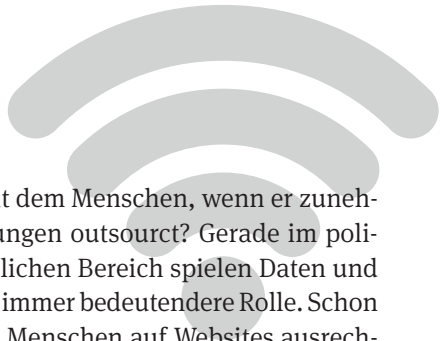 t dem Menschen, wenn er zuneh-
ungen outsourct? Gerade im poli-
lichen Bereich spielen Daten und
immer bedeutendere Rolle. Schon
Menschen auf Websites ausrech-